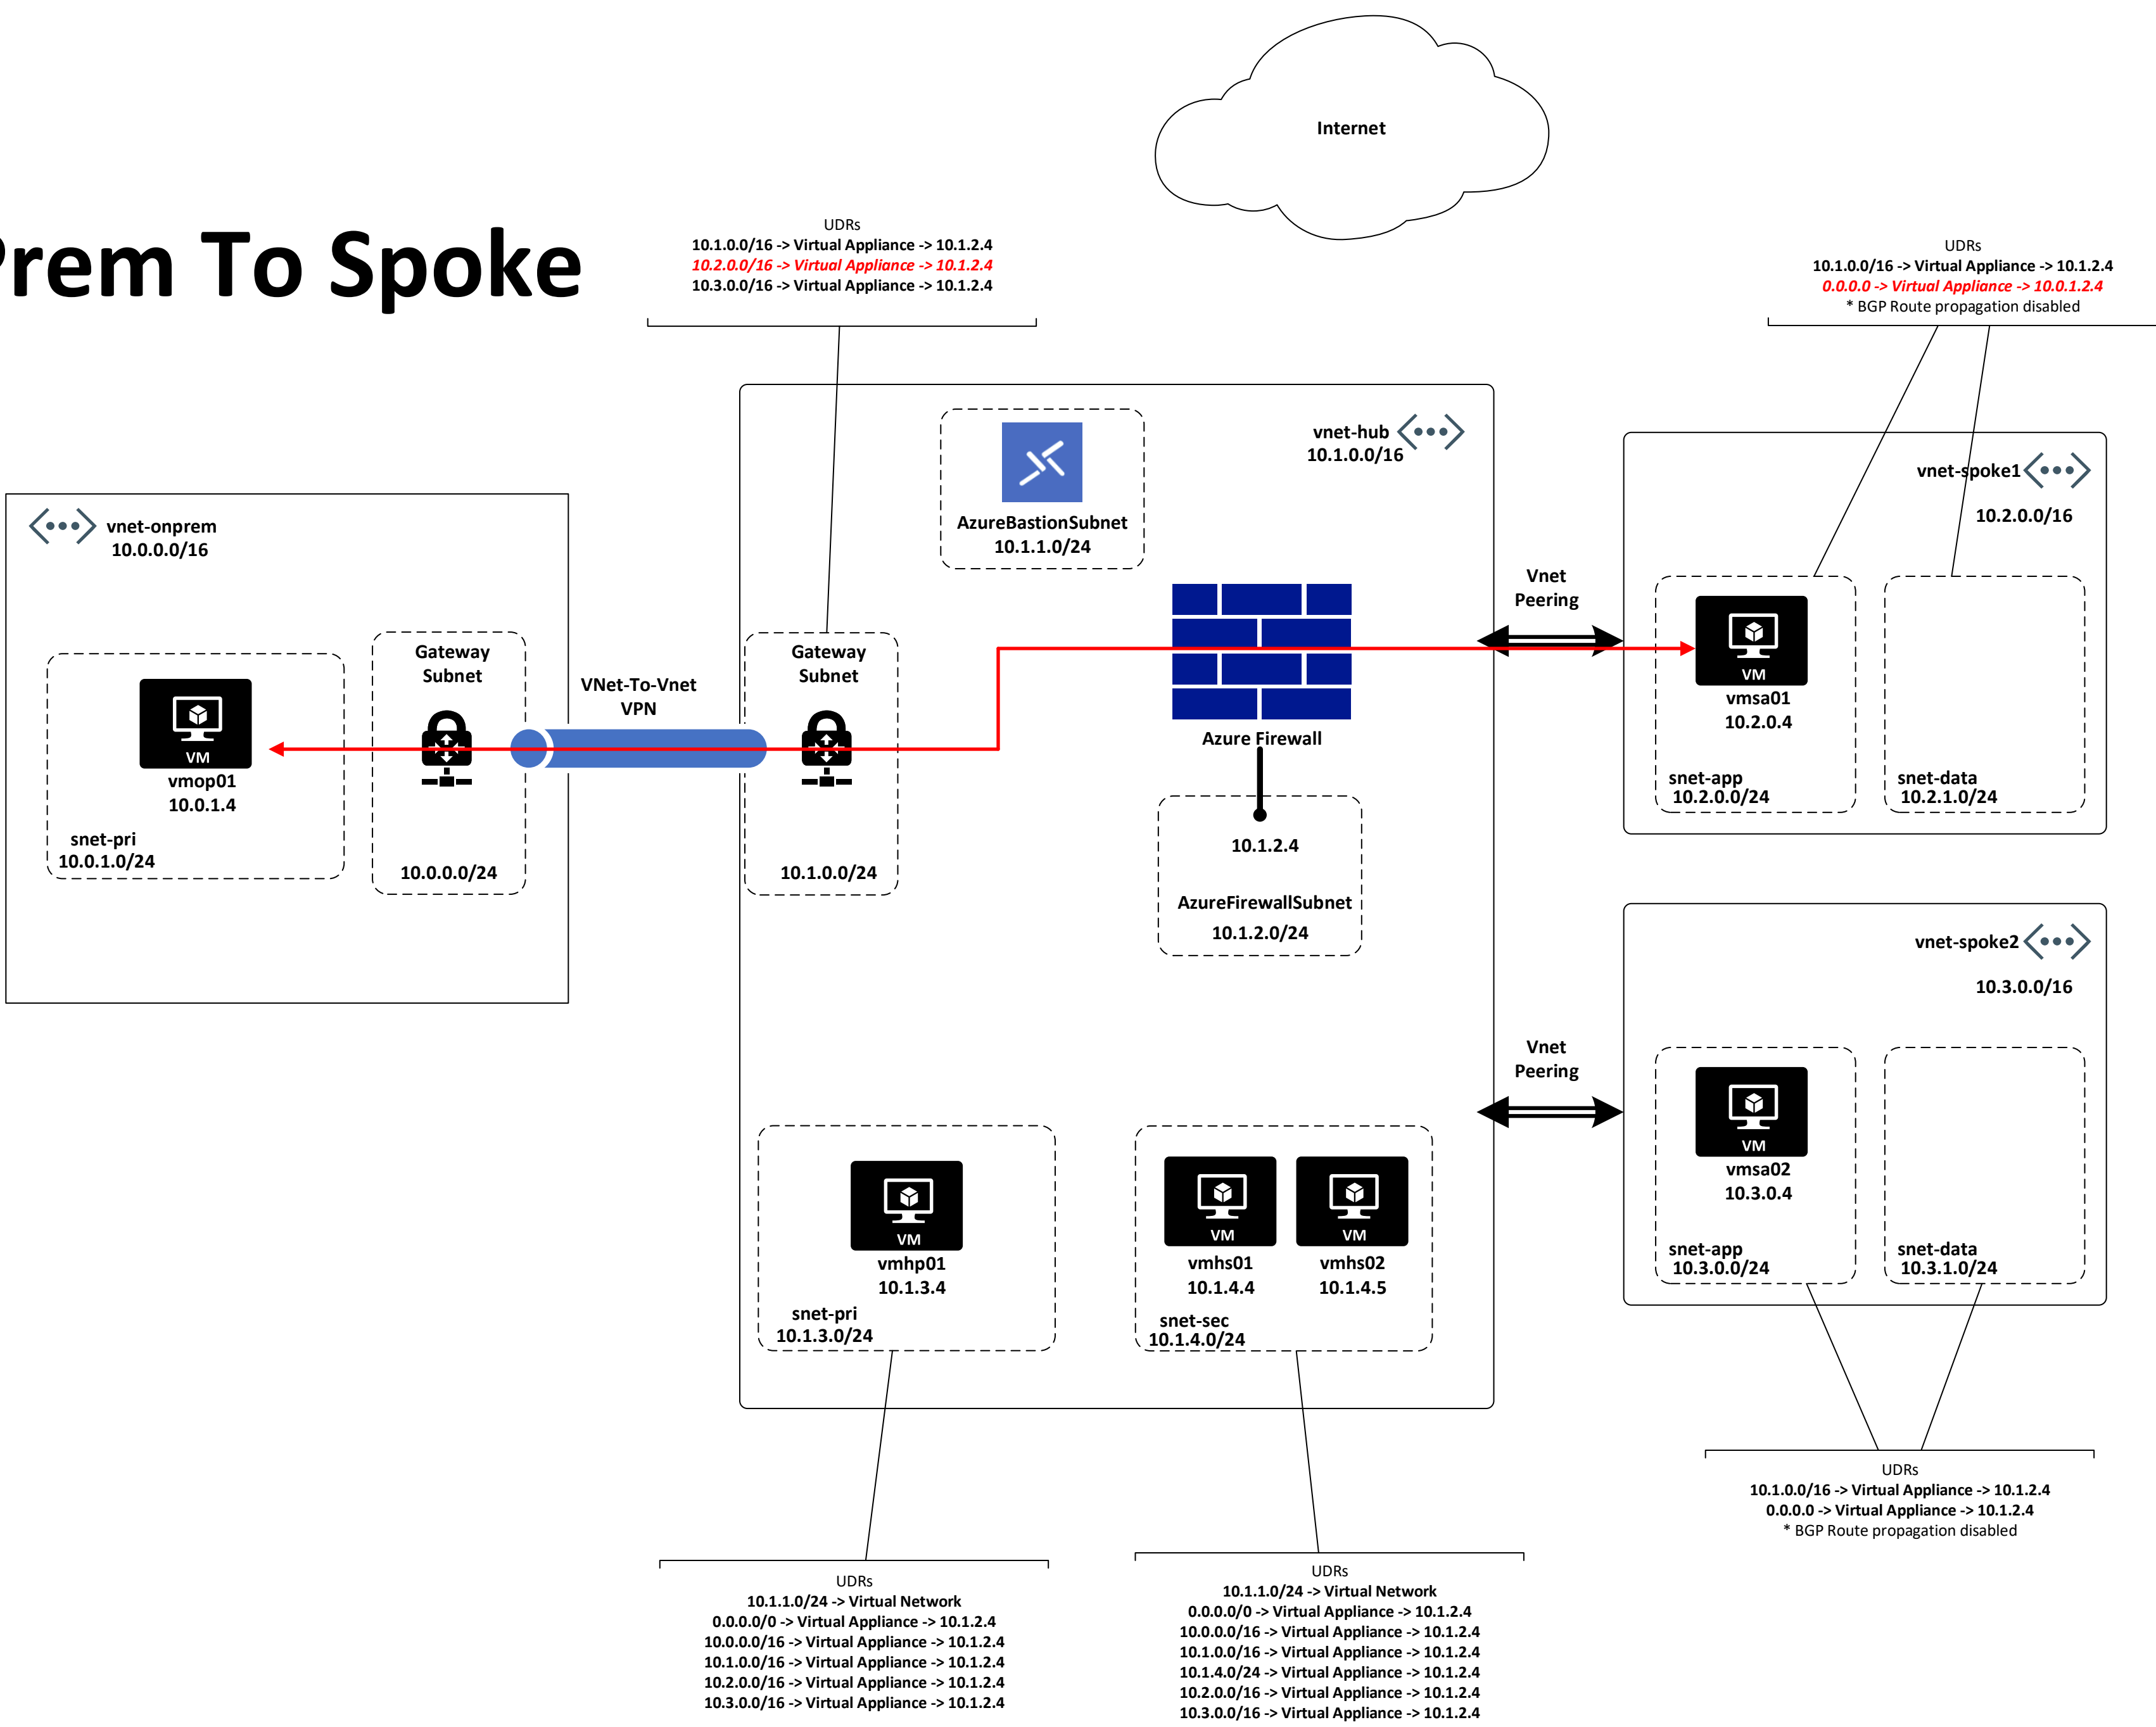 Internet
Prem To Spoke
UDRs
10.1.0.0/16 -> Virtual Appliance -> 10.1.2.4
10.2.0.0/16 -> Virtual Appliance -> 10.1.2.4
10.3.0.0/16 -> Virtual Appliance -> 10.1.2.4
UDRs
10.1.0.0/16 -> Virtual Appliance -> 10.1.2.4
0.0.0.0 -> Virtual Appliance -> 10.0.1.2.4
* BGP Route propagation disabled
vnet-onprem
10.0.0.0/16
VM
vmop01
10.0.1.4
snet-pri
10.0.1.0/24
Gateway
Subnet
10.0.0.0/24
VNet-To-Vnet
VPN
vnet-hub
10.1.0.0/16
AzureBastionSubnet
10.1.1.0/24
Gateway
Subnet
10.1.0.0/24
Azure Firewall
10.1.2.4
AzureFirewallSubnet
10.1.2.0/24
Vnet
Peering
vnet-spoke1
10.2.0.0/16
VM
vmsa01
10.2.0.4
snet-app
10.2.0.0/24
snet-data
10.2.1.0/24
Vnet
Peering
vnet-spoke2
10.3.0.0/16
VM
vmsa02
10.3.0.4
snet-app
10.3.0.0/24
snet-data
10.3.1.0/24
VM
vmhp01
10.1.3.4
snet-pri
10.1.3.0/24
VM
vmhs01
10.1.4.4
VM
vmhs02
10.1.4.5
snet-sec
10.1.4.0/24
UDRs
10.1.0.0/16 -> Virtual Appliance -> 10.1.2.4
0.0.0.0 -> Virtual Appliance -> 10.1.2.4
* BGP Route propagation disabled
UDRs
10.1.1.0/24 -> Virtual Network
0.0.0.0/0 -> Virtual Appliance -> 10.1.2.4
10.0.0.0/16 -> Virtual Appliance -> 10.1.2.4
10.1.0.0/16 -> Virtual Appliance -> 10.1.2.4
10.2.0.0/16 -> Virtual Appliance -> 10.1.2.4
10.3.0.0/16 -> Virtual Appliance -> 10.1.2.4
UDRs
10.1.1.0/24 -> Virtual Network
0.0.0.0/0 -> Virtual Appliance -> 10.1.2.4
10.0.0.0/16 -> Virtual Appliance -> 10.1.2.4
10.1.0.0/16 -> Virtual Appliance -> 10.1.2.4
10.1.4.0/24 -> Virtual Appliance -> 10.1.2.4
10.2.0.0/16 -> Virtual Appliance -> 10.1.2.4
10.3.0.0/16 -> Virtual Appliance -> 10.1.2.4